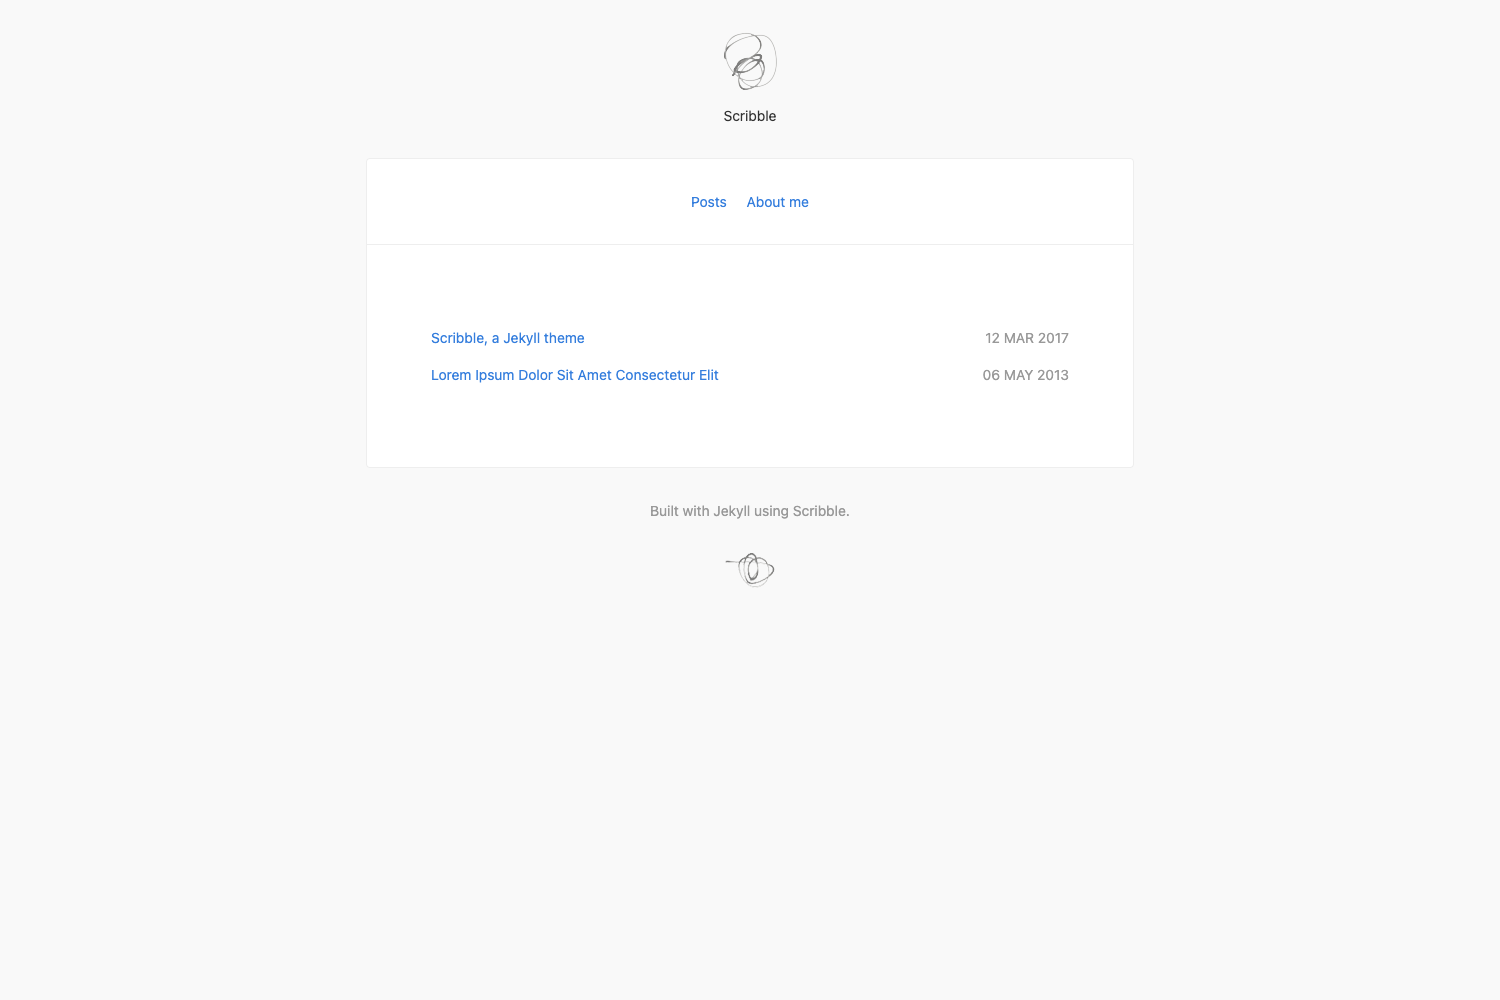 Scribble
Posts About me
Scribble, a Jekyll theme 12 MAR 2017
Lorem Ipsum Dolor Sit Amet Consectetur Elit 06 MAY 2013
Built with Jekyll using Scribble.